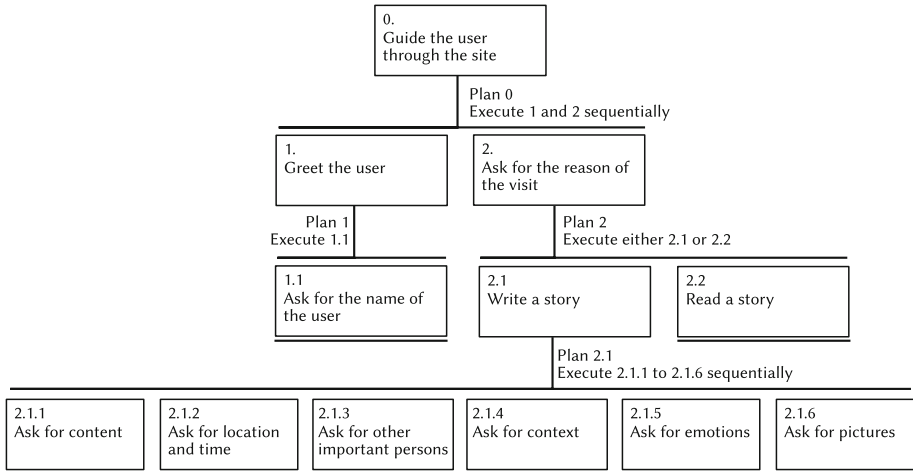 0.
Guide the user
through the site
Plan 0
Execute 1 and 2 sequentially
1.
Greet the user
2.
Ask for the reason of
the visit
Plan 1
Execute 1.1
Plan 2
Execute either 2.1 or 2.2
1.1
Ask for the name of
the user
2.1
Write a story
2.2
Read a story
Plan 2.1
Execute 2.1.1 to 2.1.6 sequentially
2.1.1
Ask for content
2.1.2
Ask for location
and time
2.1.3
Ask for other
important persons
2.1.4
Ask for context
2.1.5
Ask for emotions
2.1.6
Ask for pictures